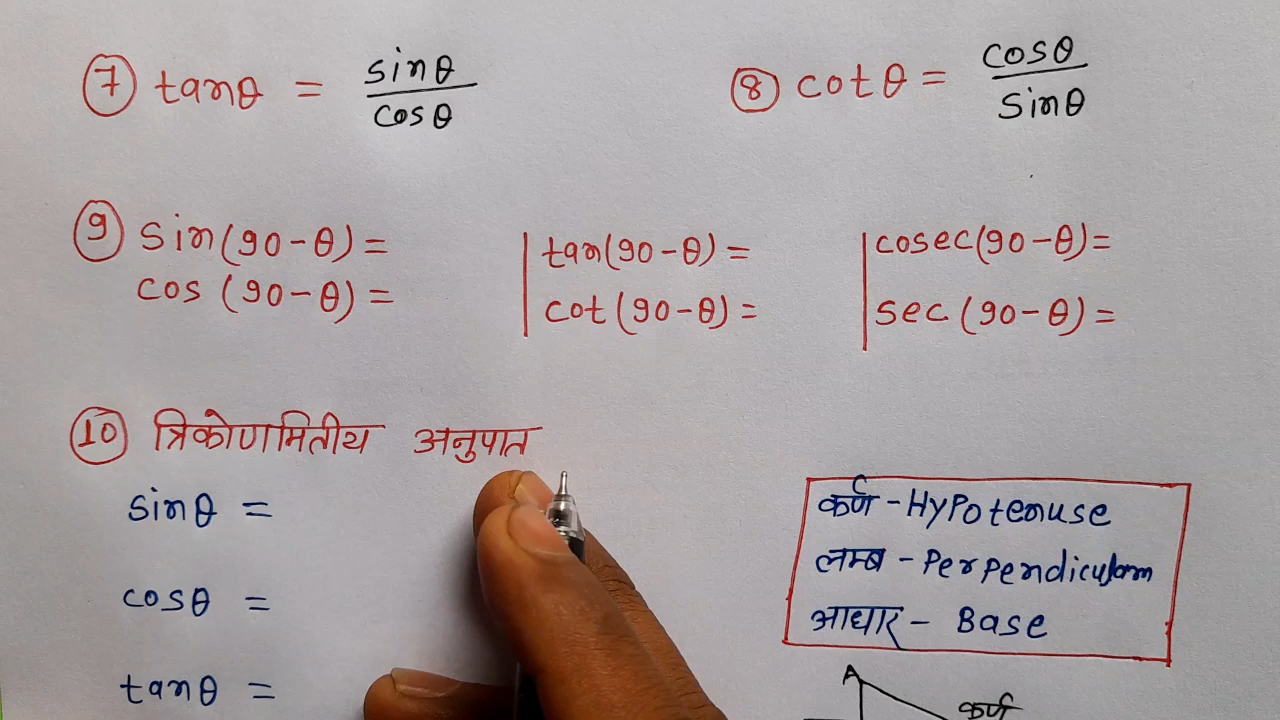 ⑦ tanθ = sinθ/cosθ
⑧ cotθ = cosθ/sinθ
⑨ sin(90-θ)=
cos (90-θ)=
tan(90-θ)=
cot(90-θ)=
cosec(90-θ)=
sec(90-θ)=
⑩ त्रिकोणमितीय अनुपात
sinθ =
cosθ =
tanθ =
कर्ण - Hypotenuse
लम्ब - Perpendicular
आधार - Base
A
कर्ण